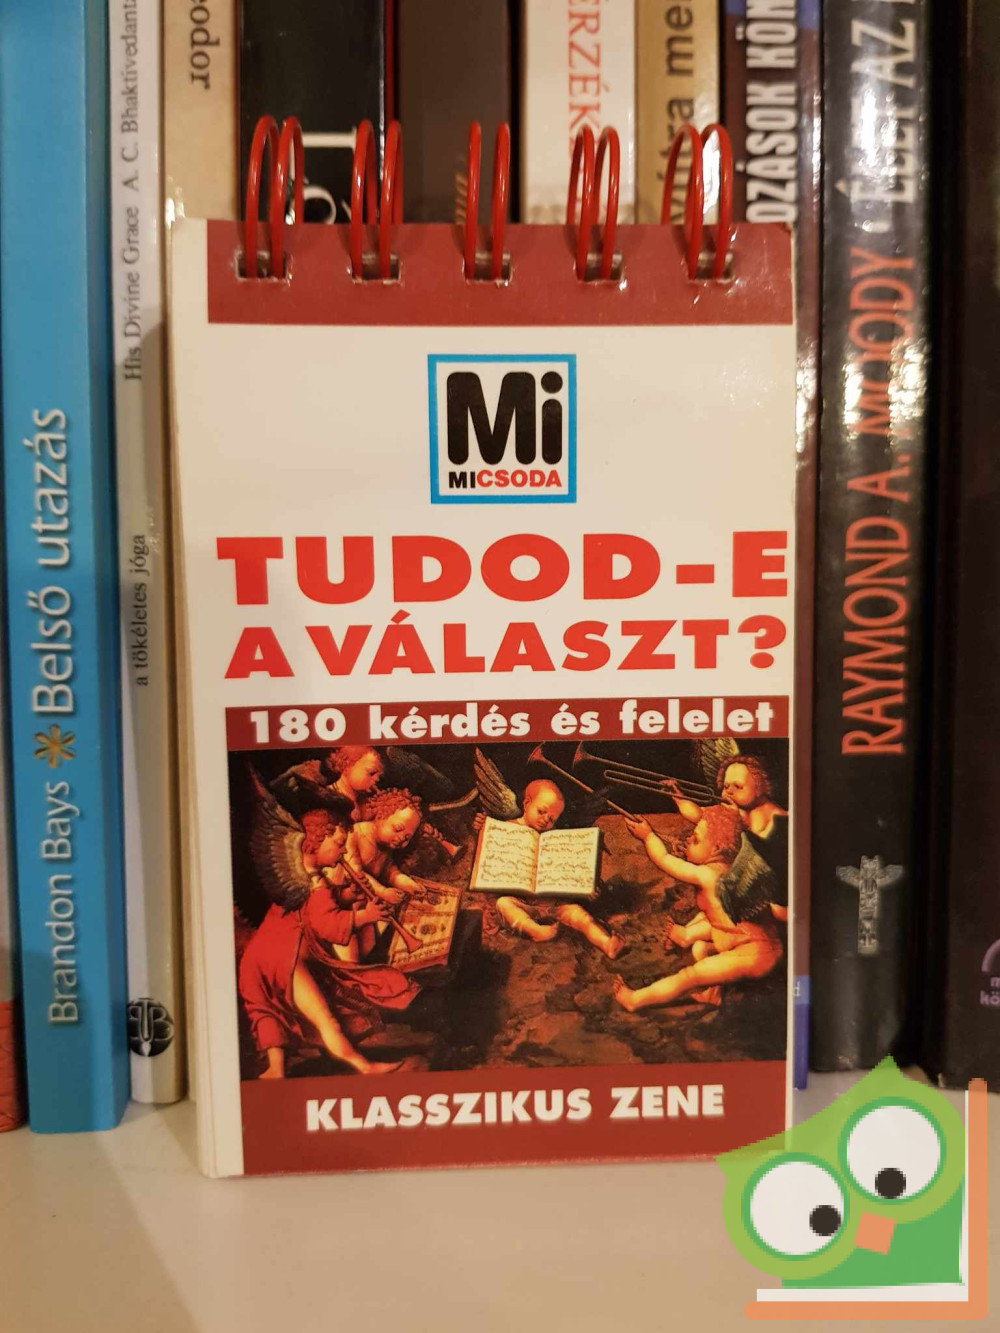 Mi
MICSODA
TUDOD-E
A VÁLASZT?
180 kérdés és felelet
KLASSZIKUS ZENE
Brandon Bays Belső utazás
His Divine Grace A. C. Bhaktivedanta
a tökéletes jóga
RAYMOND A. MOODY